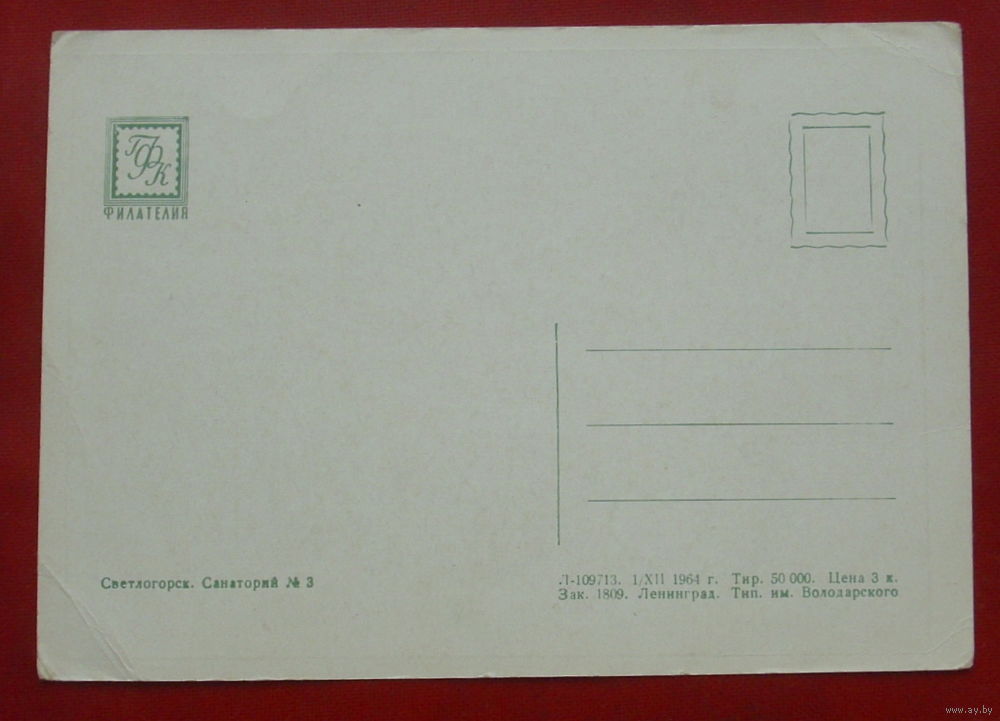 ГФК
ФИЛАТЕЛИЯ
Светлогорск. Санаторий № 3
Л-109713. 1/XII 1964 г. Тир. 50 000. Цена 3 к.
Зак. 1809. Ленинград. Тип. им. Володарского
www.ay.by